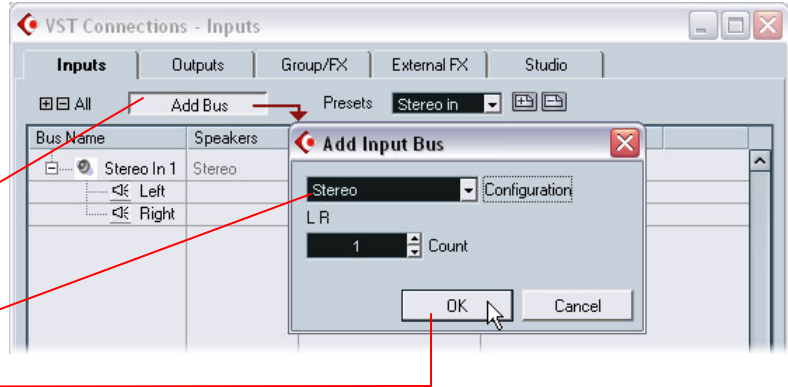 VST Connections - Inputs
Inputs Outputs Group/FX External FX Studio
All Add Bus Presets Stereo in
Bus Name Speakers
Add Input Bus
Stereo In 1 Stereo
Left
Right
Stereo Configuration
L R
1 Count
OK Cancel